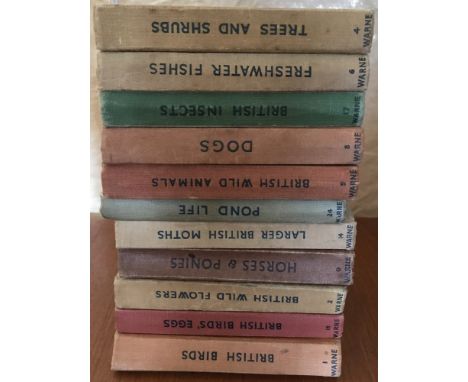 TREES AND SHRUBS 4 WARNE
FRESHWATER FISHES 6 WARNE
BRITISH INSECTS 17 WARNE
DOGS 8 WARNE
BRITISH WILD ANIMALS WARNE
POND LIFE 24 WARNE
LARGER BRITISH MOTHS 14 WARNE
HORSES & PONIES
BRITISH WILD FLOWERS 2 WARNE
BRITISH BIRDS' EGGS WARNE
BRITISH BIRDS 1 WARNE